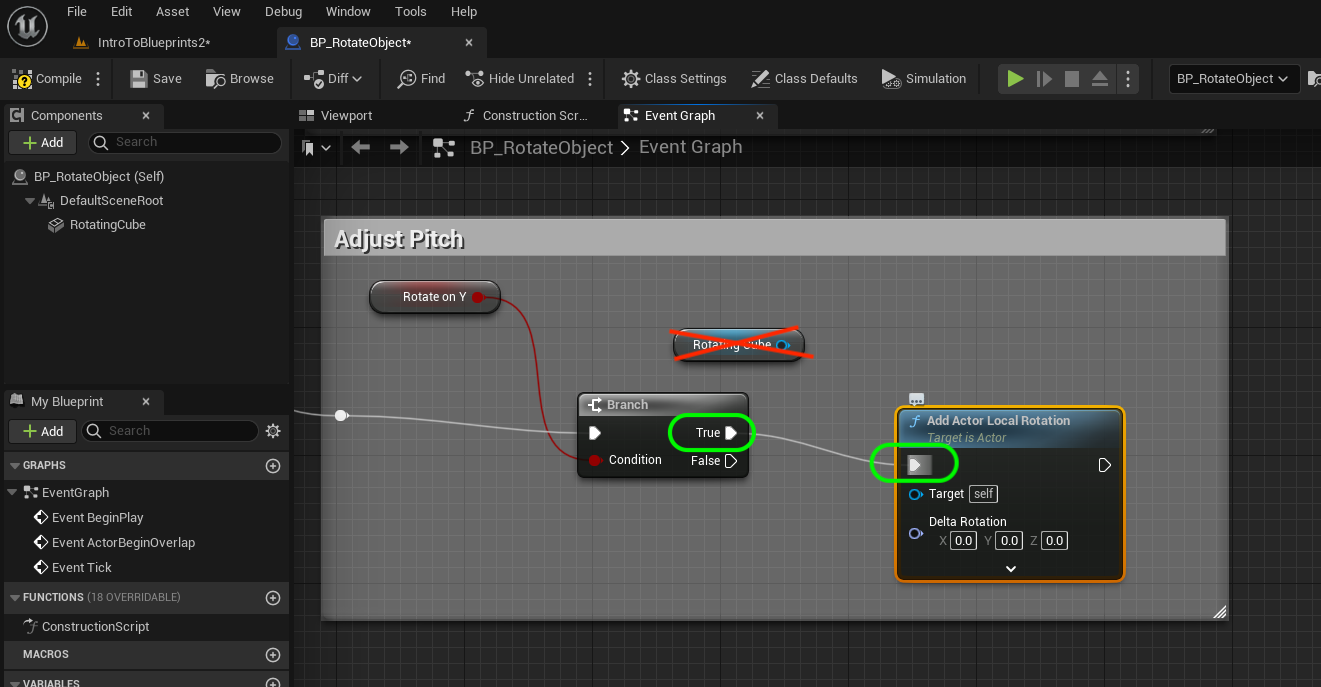 File Edit Asset View Debug Window Tools Help
IntroToBlueprints2*
BP_RotateObject*
Compile
Save
Browse
Diff
Find
Hide Unrelated
Class Settings
Class Defaults
Simulation
BP_RotateObject
Components
Add
Search
BP_RotateObject (Self)
DefaultSceneRoot
RotatingCube
Viewport
Construction Scr...
Event Graph
BP_RotateObject > Event Graph
Adjust Pitch
Rotate on Y
Rotating Cube
Branch
True
Condition
False
Add Actor Local Rotation
Target is Actor
Target self
Delta Rotation
X 0.0 Y 0.0 Z 0.0
My Blueprint
Add
Search
GRAPHS
EventGraph
Event BeginPlay
Event ActorBeginOverlap
Event Tick
FUNCTIONS (18 OVERRIDABLE)
ConstructionScript
MACROS
VARIABLES